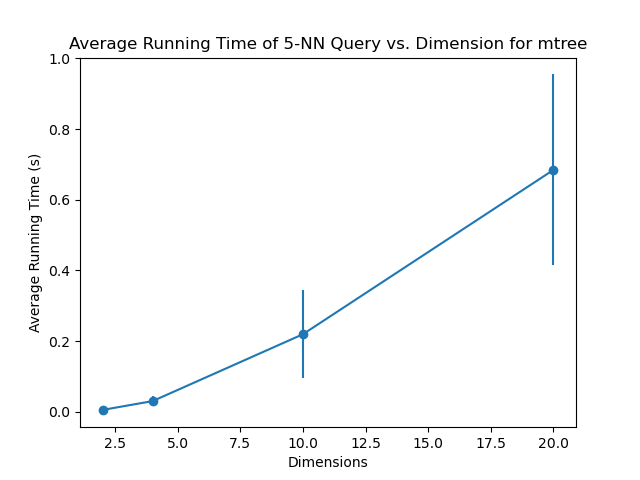 Average Running Time of 5-NN Query vs. Dimension for mtree
1.0
0.8
0.6
0.4
0.2
0.0
Average Running Time (s)
2.5 5.0 7.5 10.0 12.5 15.0 17.5 20.0
Dimensions